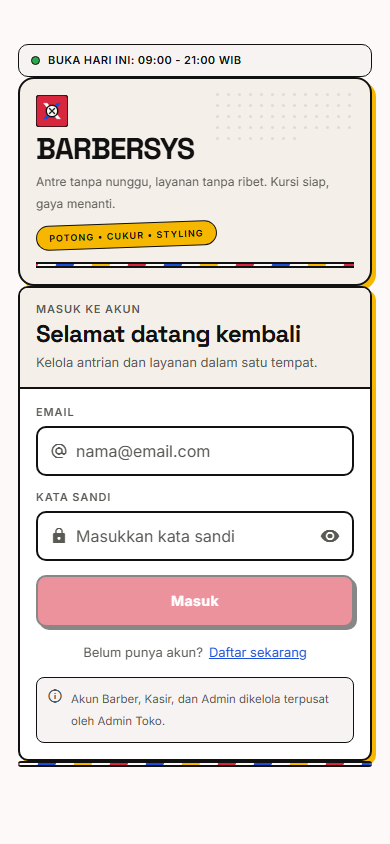 BUKA HARI INI: 09:00 - 21:00 WIB
BARBERSYS
Antre tanpa nunggu, layanan tanpa ribet. Kursi siap,
gaya menanti.
POTONG • CUKUR • STYLING
MASUK KE AKUN
Selamat datang kembali
Kelola antrian dan layanan dalam satu tempat.
EMAIL
@ nama@email.com
KATA SANDI
Masukkan kata sandi
Masuk
Belum punya akun? Daftar sekarang
Akun Barber, Kasir, dan Admin dikelola terpusat
oleh Admin Toko.